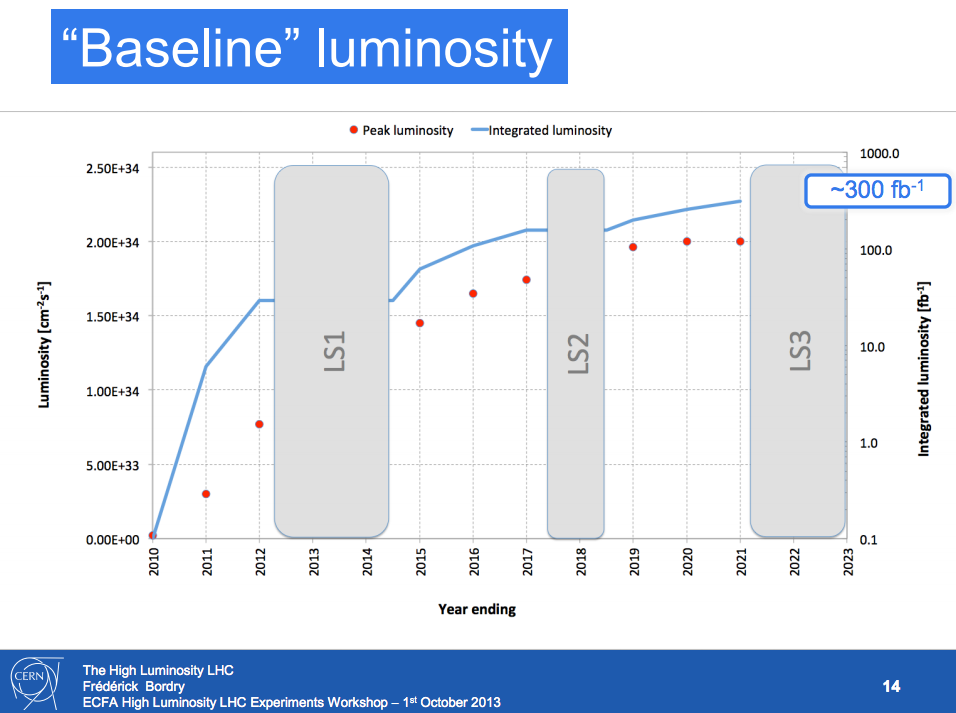 “Baseline” luminosity
Peak luminosity
Integrated luminosity
2.50E+34
2.00E+34
1.50E+34
1.00E+34
5.00E+33
0.00E+00
Luminosity [cm⁻²s⁻¹]
LS1
LS2
LS3
~300 fb⁻¹
1000.0
100.0
10.0
1.0
0.1
Integrated luminosity [fb⁻¹]
2010
2011
2012
2013
2014
2015
2016
2017
2018
2019
2020
2021
2022
2023
Year ending
CERN
The High Luminosity LHC
Frédérick Bordry
ECFA High Luminosity LHC Experiments Workshop – 1st October 2013
14